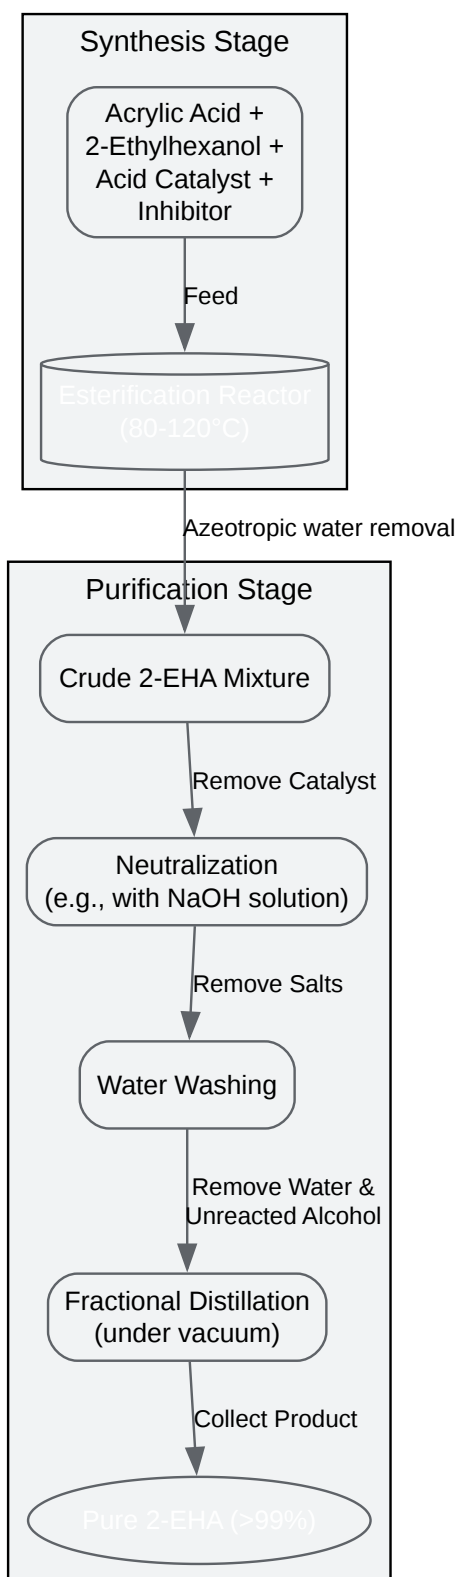 Synthesis Stage
Acrylic Acid +
2-Ethylhexanol +
Acid Catalyst +
Inhibitor
Feed
Esterification Reactor
(80-120°C)
Azeotropic water removal
Purification Stage
Crude 2-EHA Mixture
Remove Catalyst
Neutralization
(e.g., with NaOH solution)
Remove Salts
Water Washing
Remove Water &
Unreacted Alcohol
Fractional Distillation
(under vacuum)
Collect Product
Pure 2-EHA (>99%)